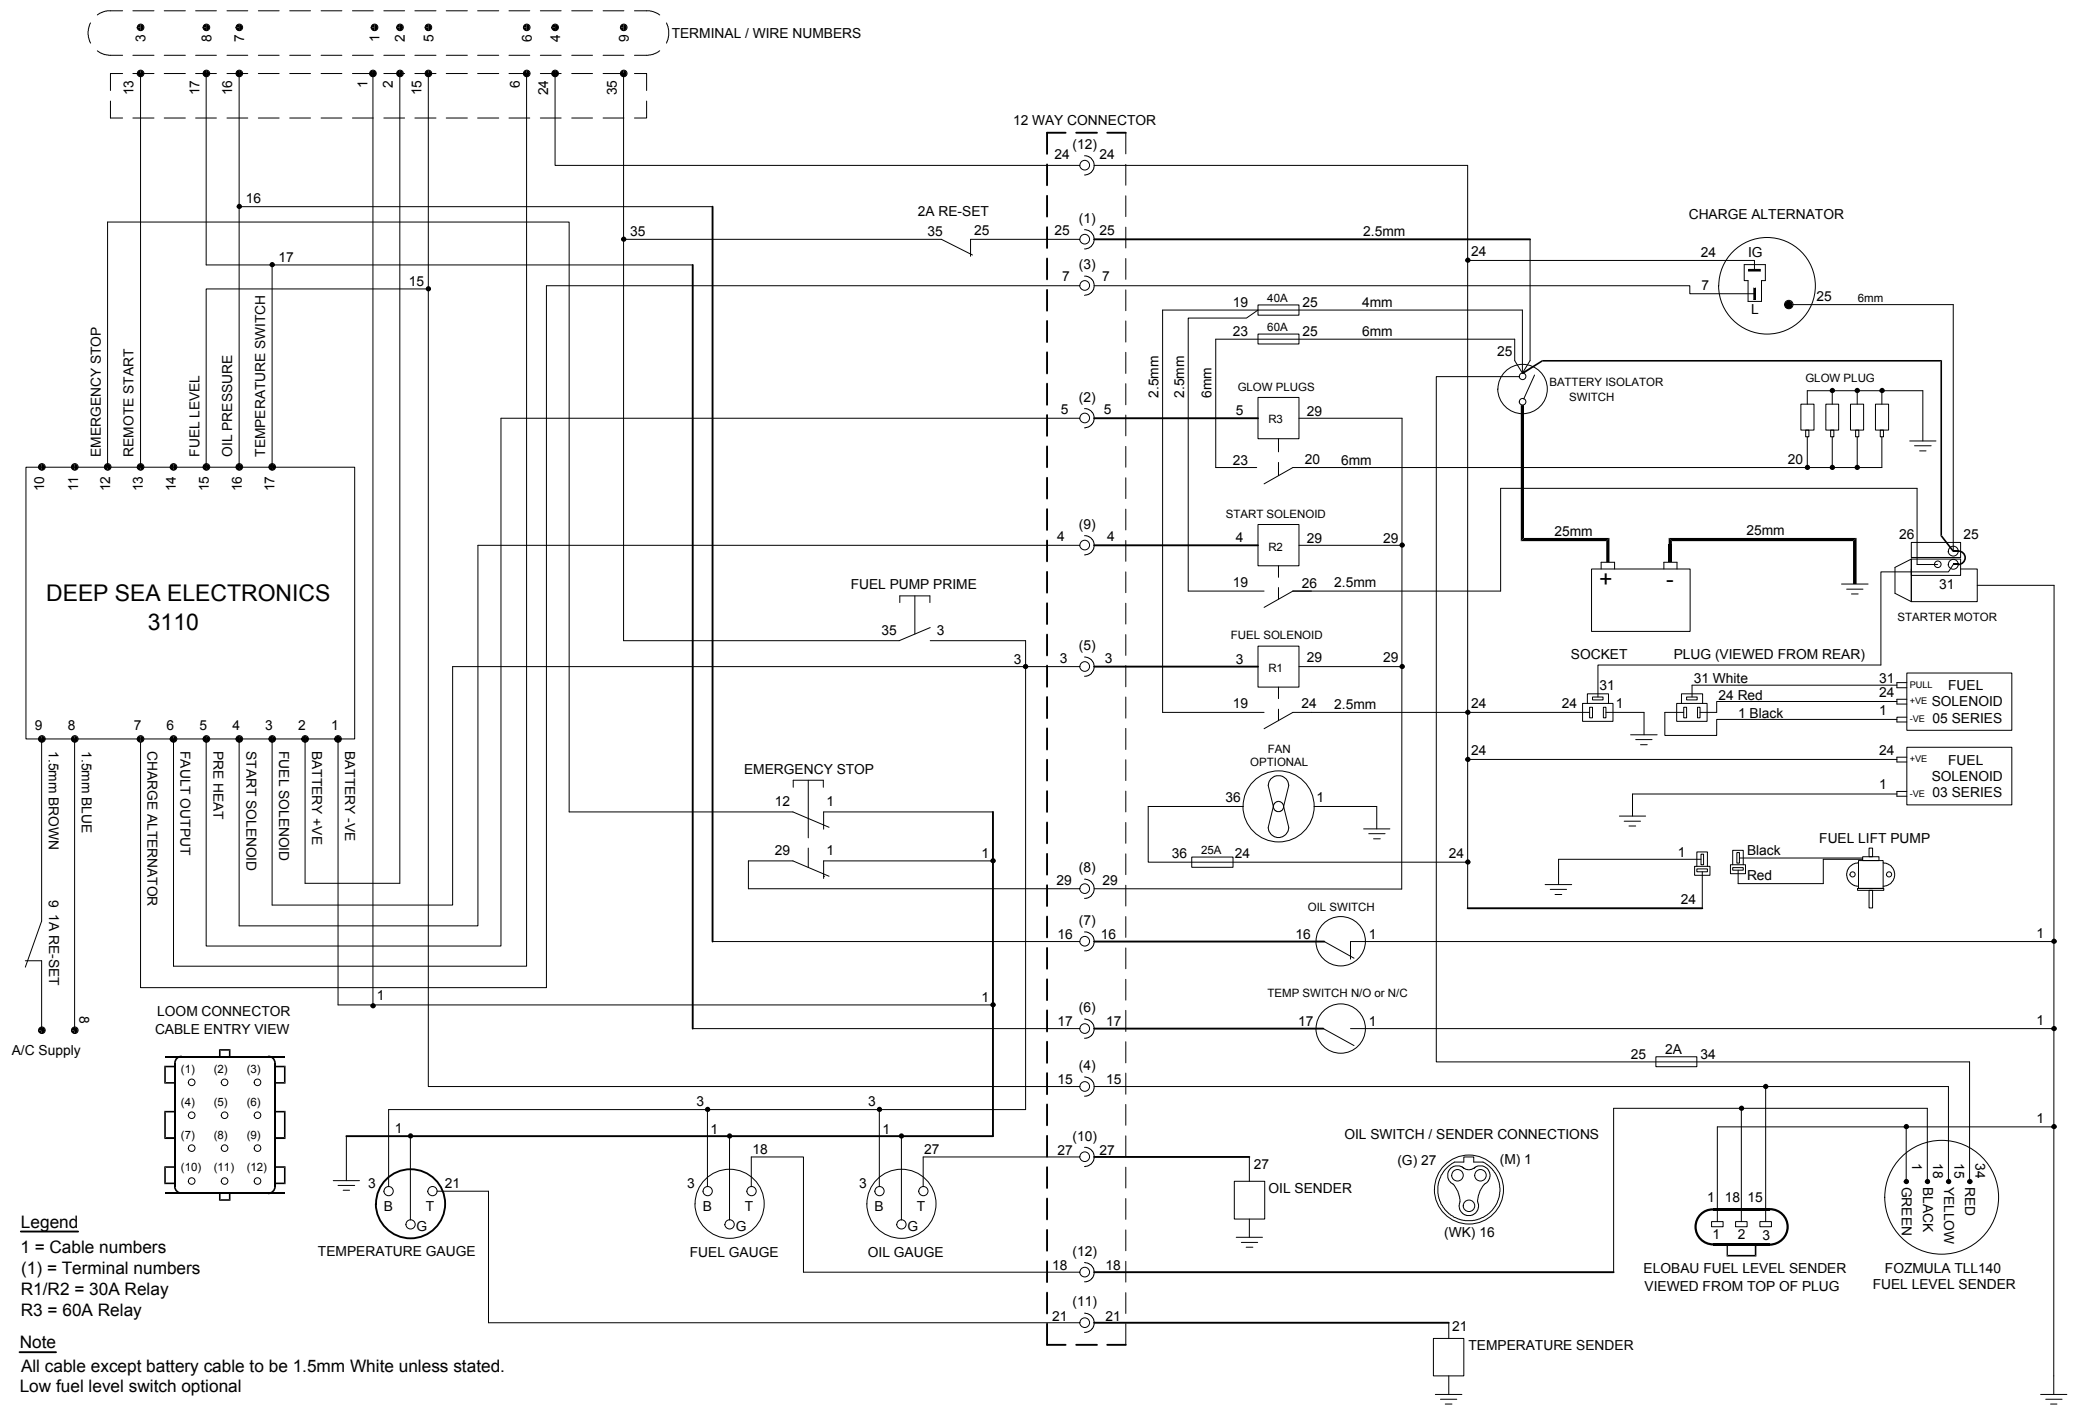 3 8 7 1 2 5 6 4 9
TERMINAL / WIRE NUMBERS
13 17 16 1 2 15 6 24 35
12 WAY CONNECTOR
(12)
24 24
16
2A RE-SET
35 35 25
(1)
25 25
2.5mm
CHARGE ALTERNATOR
17
(3)
7 7
24
24 IG
15
7 L
25 6mm
19 40A 25 4mm
23 60A 25 6mm
25
2.5mm
2.5mm
6mm
BATTERY ISOLATOR
SWITCH
GLOW PLUG
EMERGENCY STOP
REMOTE START
FUEL LEVEL
OIL PRESSURE
TEMPERATURE SWITCH
GLOW PLUGS
(2)
5 5
5 R3 29
23 20 6mm
20
10 11 12 13 14 15 16 17
START SOLENOID
(9)
4 4
4 R2 29 29
25mm
25mm
26 25
+ -
19 26 2.5mm
31
STARTER MOTOR
DEEP SEA ELECTRONICS
3110
FUEL PUMP PRIME
35 3
FUEL SOLENOID
(5)
3 3 3
3 R1 29 29
SOCKET
PLUG (VIEWED FROM REAR)
31
31 White 31 PULL
24 Red 24 +VE
1 Black 1 -VE
FUEL
SOLENOID
05 SERIES
19 24 2.5mm 24
24 1
9 8 7 6 5 4 3 2 1
1.5mm BROWN
1.5mm BLUE
CHARGE ALTERNATOR
FAULT OUTPUT
PRE HEAT
START SOLENOID
FUEL SOLENOID
BATTERY +VE
BATTERY -VE
FAN
OPTIONAL
24
24 +VE
1 -VE
FUEL
SOLENOID
03 SERIES
EMERGENCY STOP
12 1
36 1
29 1 1
36 25A 24 24
FUEL LIFT PUMP
1 Black
Red
24
(8)
29 29
9 1A RE-SET
8
A/C Supply
OIL SWITCH
(7)
16 16
16 1
1
1
1
TEMP SWITCH N/O or N/C
(6)
17 17
17 1
1
LOOM CONNECTOR
CABLE ENTRY VIEW
(1) (2) (3)
(4) (5) (6)
(7) (8) (9)
(10) (11) (12)
25 2A 34
(4)
15 15
3 3
1 1 1
1
18 27
(10)
27 27
27
OIL SENDER
OIL SWITCH / SENDER CONNECTIONS
(G) 27 (M) 1
(WK) 16
3 21
B T
G
TEMPERATURE GAUGE
3
B T
G
FUEL GAUGE
3
B T
G
OIL GAUGE
1 18 15
1 2 3
ELOBAU FUEL LEVEL SENDER
VIEWED FROM TOP OF PLUG
1 18 15 34
GREEN
BLACK
YELLOW
RED
FOZMULA TLL140
FUEL LEVEL SENDER
(12)
18 18
(11)
21 21
21
TEMPERATURE SENDER
Legend
1 = Cable numbers
(1) = Terminal numbers
R1/R2 = 30A Relay
R3 = 60A Relay
Note
All cable except battery cable to be 1.5mm White unless stated.
Low fuel level switch optional